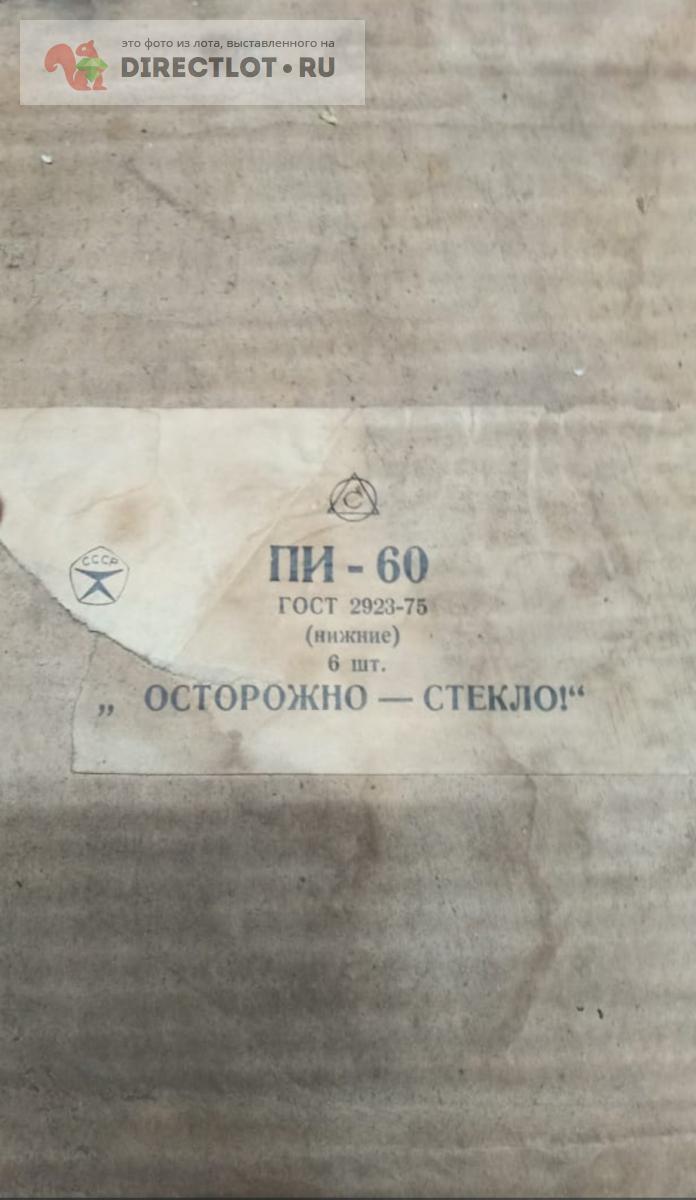 это фото из лота, выставленного на
DIRECTLOT•RU
С
СССР
ПИ - 60
ГОСТ 2923-75
(нижние)
6 шт.
„ ОСТОРОЖНО — СТЕКЛО!“